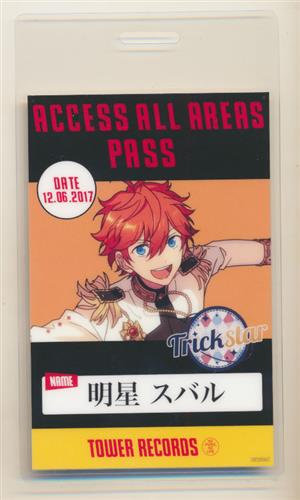 ACCESS ALL AREAS
PASS
DATE
12.06.2017
Trickstar
NAME
明星 スバル
TOWER RECORDS